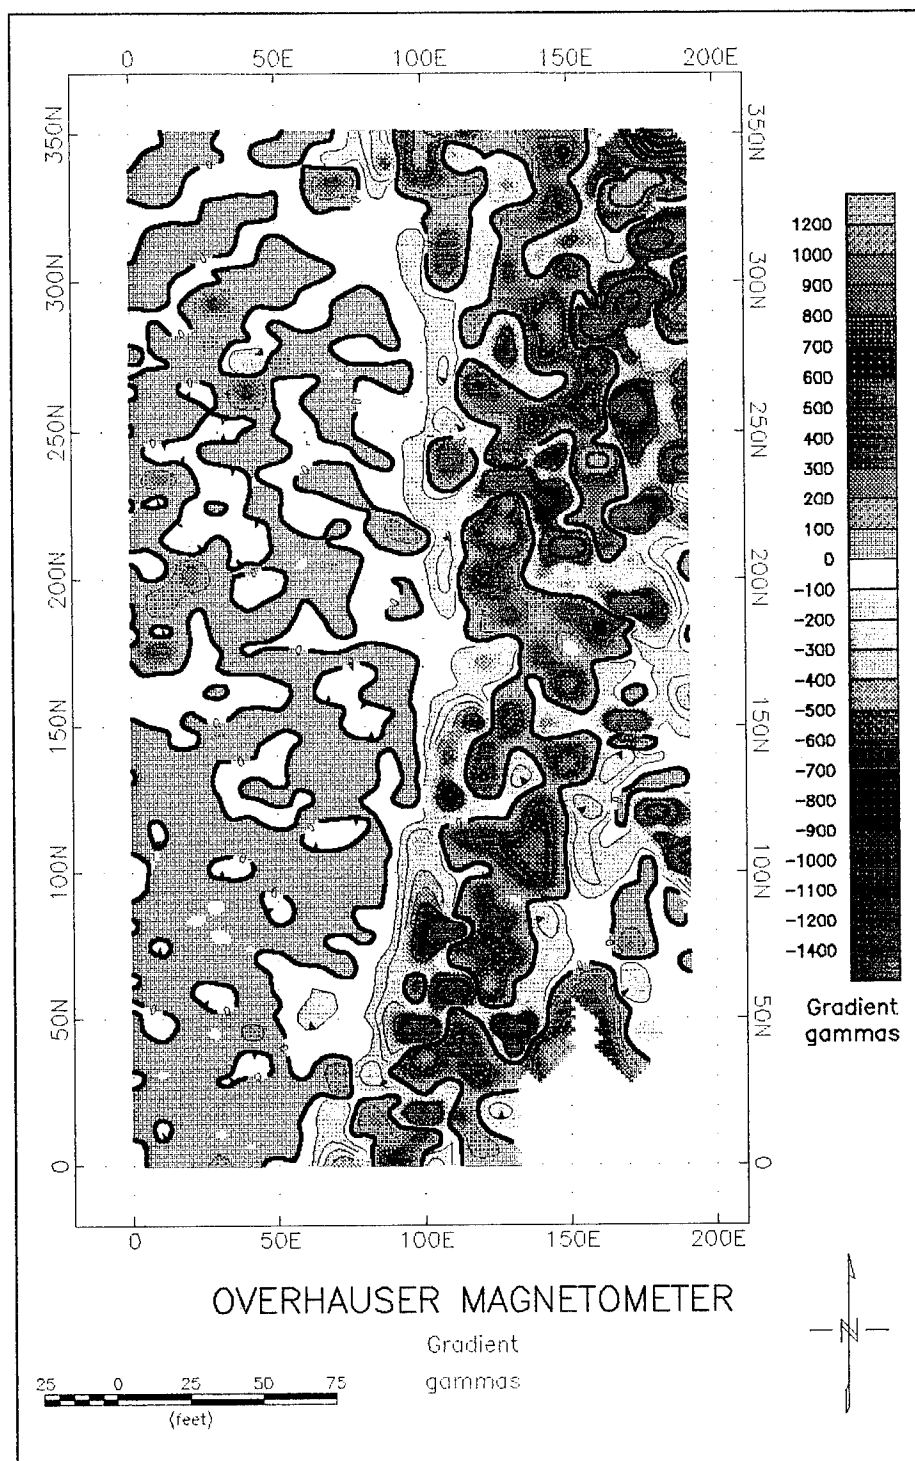 0 50E 100E 150E 200E
350N 350N
300N 300N
250N 250N
200N 200N
150N 150N
100N 100N
50N 50N
0 0
0 50E 100E 150E 200E
1200
1000
900
800
700
600
500
400
300
200
100
0
-100
-200
-300
-400
-500
-600
-700
-800
-900
-1000
-1100
-1200
-1400
Gradient
gammas
OVERHAUSER MAGNETOMETER
Gradient
gammas
25 0 25 50 75
(feet)
N